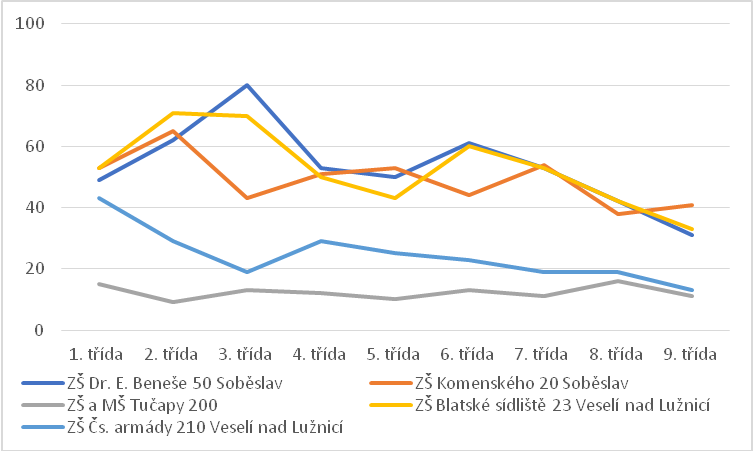 100
80
60
40
20
0
1. třída 2. třída 3. třída 4. třída 5. třída 6. třída 7. třída 8. třída 9. třída
ZŠ Dr. E. Beneše 50 Soběslav ZŠ Komenského 20 Soběslav
ZŠ a MŠ Tučapy 200 ZŠ Blatské sídliště 23 Veselí nad Lužnicí
ZŠ Čs. armády 210 Veselí nad Lužnicí